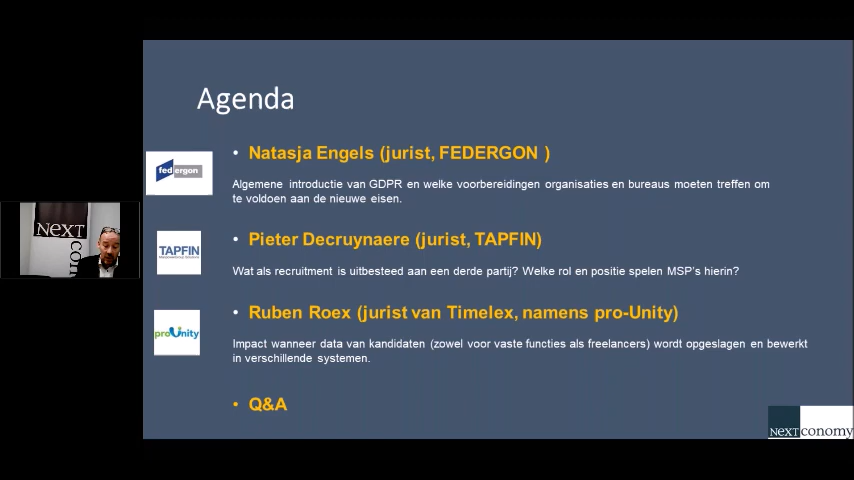 Agenda
• Natasja Engels (jurist, FEDERGON )
federgon
Algemene introductie van GDPR en welke voorbereidingen organisaties en bureaus moeten treffen om
te voldoen aan de nieuwe eisen.
• Pieter Decruynaere (jurist, TAPFIN)
TAPFIN
Wat als recruitment is uitbesteed aan een derde partij? Welke rol en positie spelen MSP's hierin?
• Ruben Roex (jurist van Timelex, namens pro-Unity)
proUnity
Impact wanneer data van kandidaten (zowel voor vaste functies als freelancers) wordt opgeslagen en bewerkt
in verschillende systemen.
• Q&A
NEXTconomy
NEXT
con